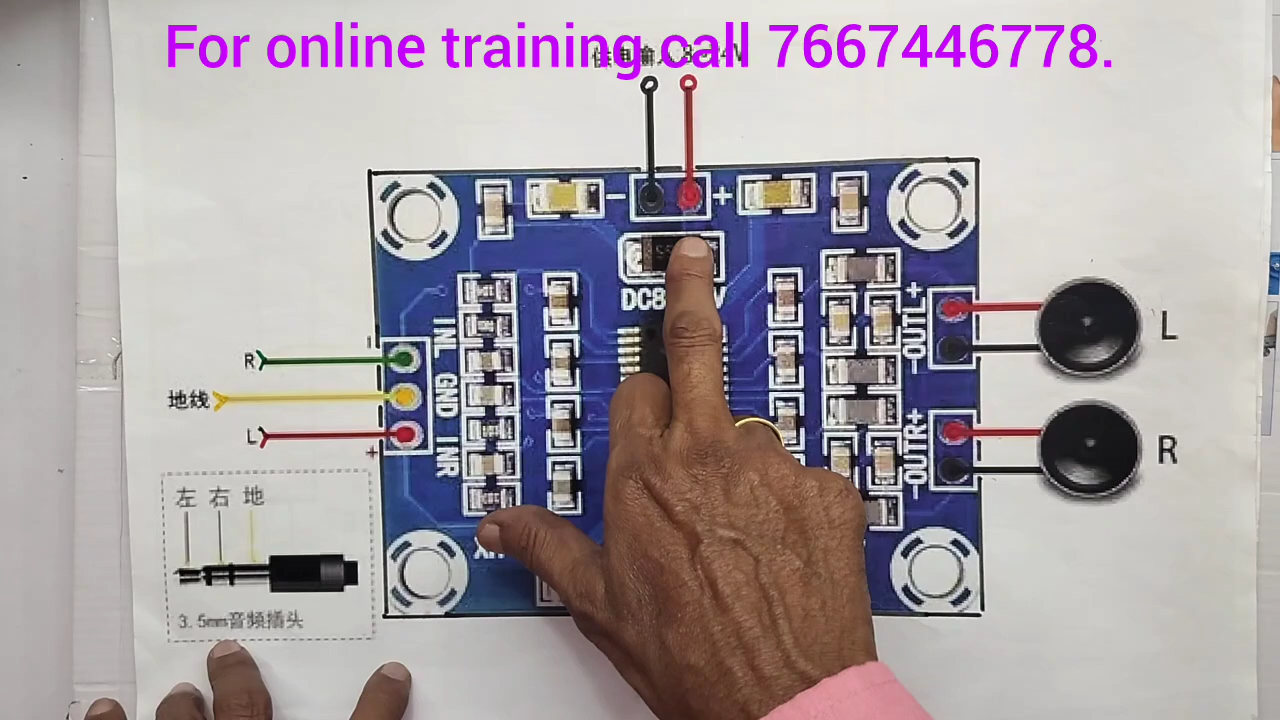 For online training call 7667446778.
DC8
V
INL GND INR
-OUTL+
-OUTR+
L
R
R
地线
L
左 右 地
3.5mm音频插头